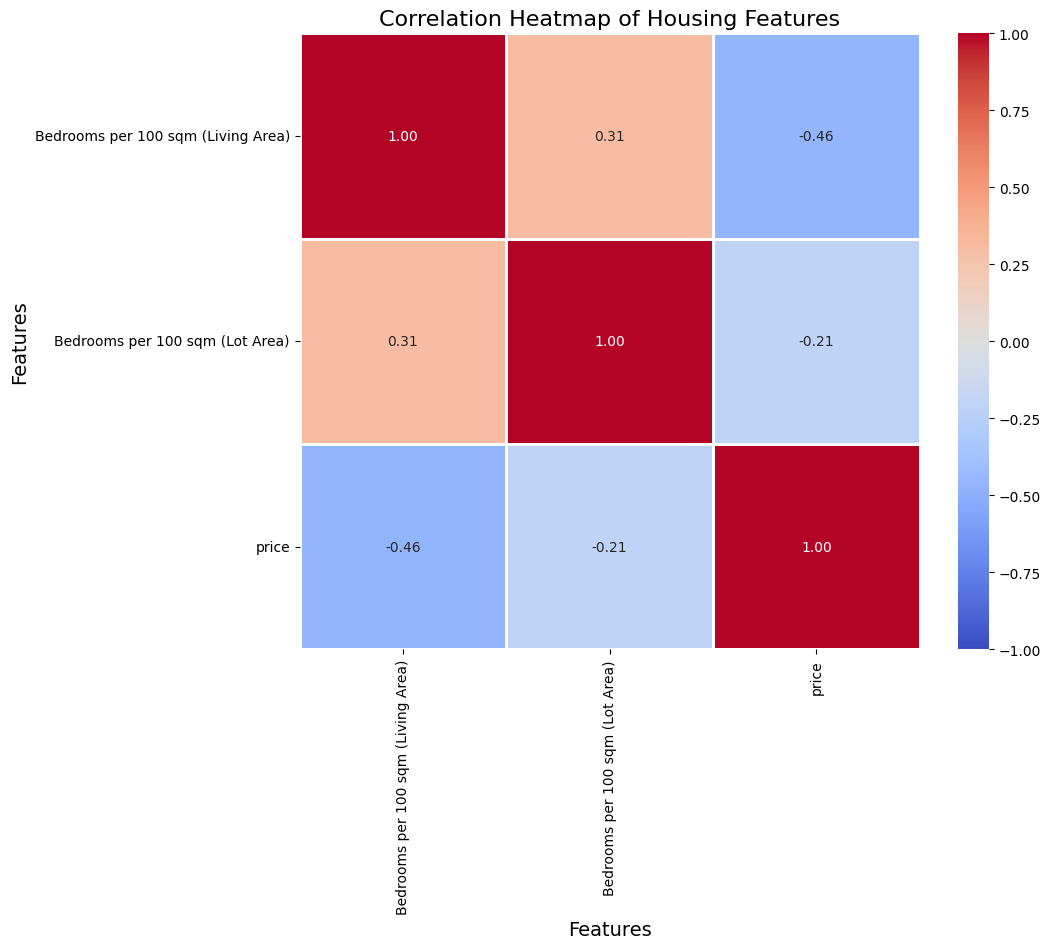 Correlation Heatmap of Housing Features
Features
Bedrooms per 100 sqm (Living Area)
1.00
0.31
-0.46
Bedrooms per 100 sqm (Lot Area)
0.31
1.00
-0.21
price
-0.46
-0.21
1.00
Bedrooms per 100 sqm (Living Area)
Bedrooms per 100 sqm (Lot Area)
price
Features
1.00
0.75
0.50
0.25
0.00
−0.25
−0.50
−0.75
−1.00